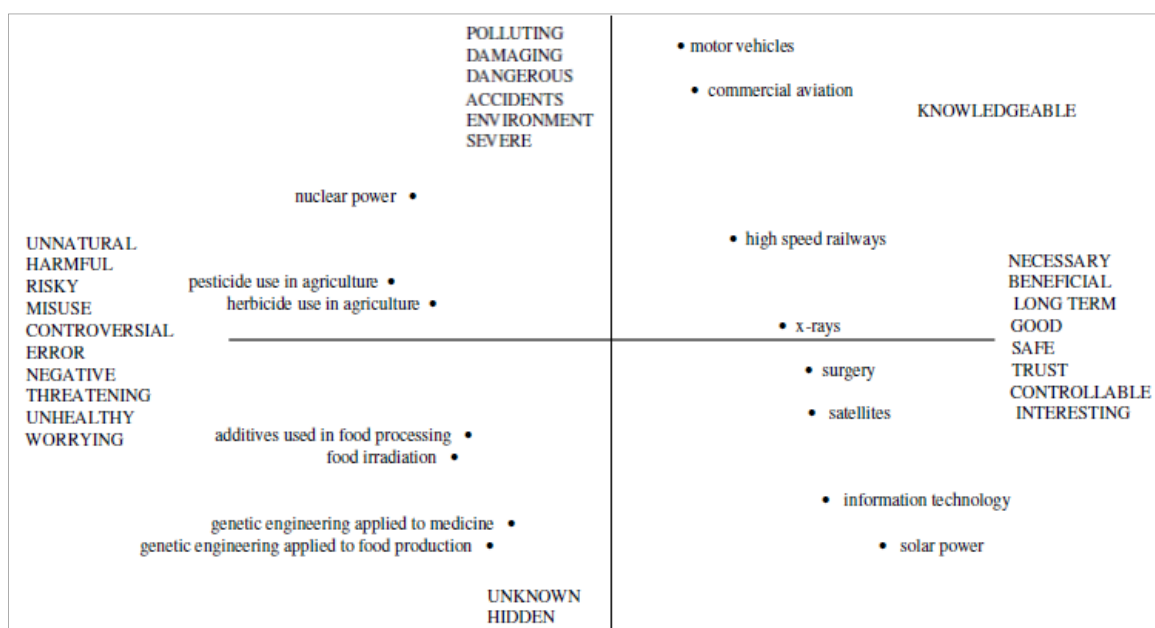 POLLUTING
DAMAGING
DANGEROUS
ACCIDENTS
ENVIRONMENT
SEVERE
motor vehicles
commercial aviation
KNOWLEDGEABLE
nuclear power
high speed railways
UNNATURAL
HARMFUL
RISKY
MISUSE
CONTROVERSIAL
ERROR
NEGATIVE
THREATENING
UNHEALTHY
WORRYING
pesticide use in agriculture
herbicide use in agriculture
NECESSARY
BENEFICIAL
LONG TERM
GOOD
SAFE
TRUST
CONTROLLABLE
INTERESTING
x-rays
surgery
satellites
additives used in food processing
food irradiation
information technology
genetic engineering applied to medicine
genetic engineering applied to food production
solar power
UNKNOWN
HIDDEN